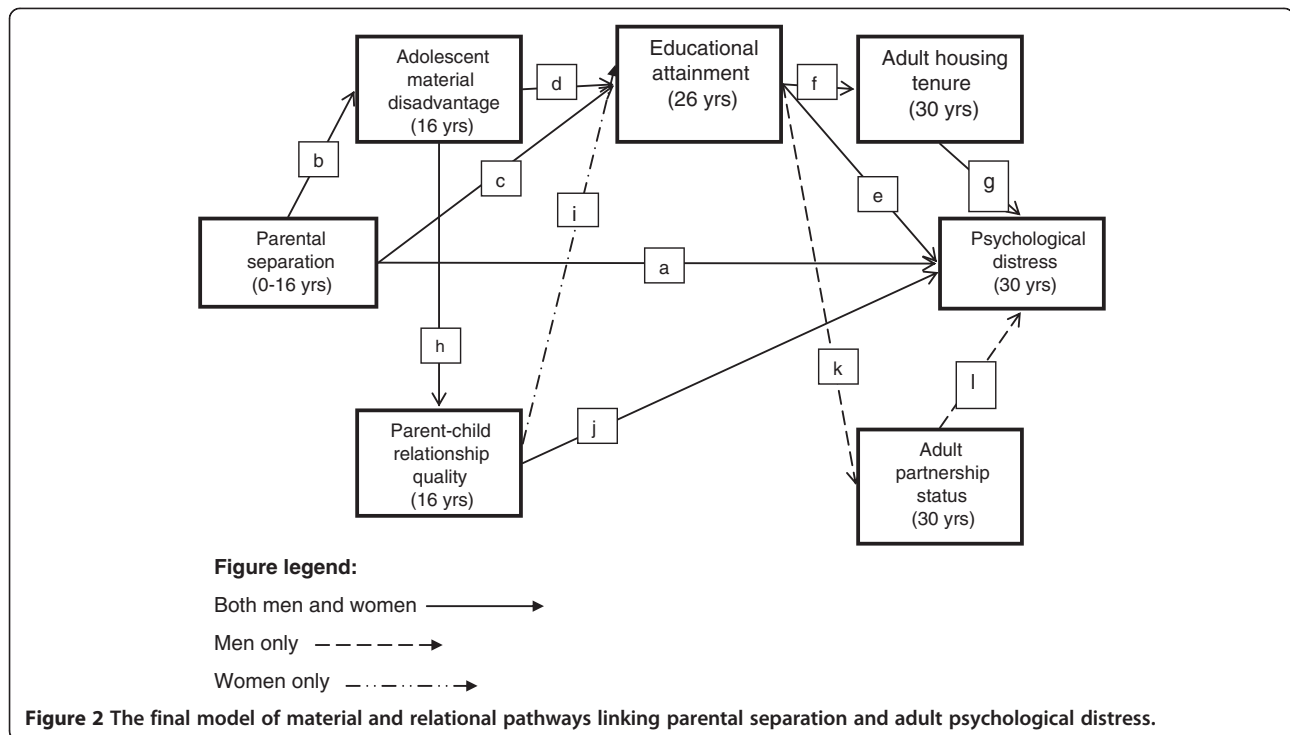 Adolescent
material
disadvantage
(16 yrs)
d
Educational
attainment
(26 yrs)
f
Adult housing
tenure
(30 yrs)
b
c
i
e
g
Parental
separation
(0-16 yrs)
a
Psychological
distress
(30 yrs)
h
k
l
j
Parent-child
relationship
quality
(16 yrs)
Adult
partnership
status
(30 yrs)
Figure legend:
Both men and women
Men only
Women only
Figure 2 The final model of material and relational pathways linking parental separation and adult psychological distress.